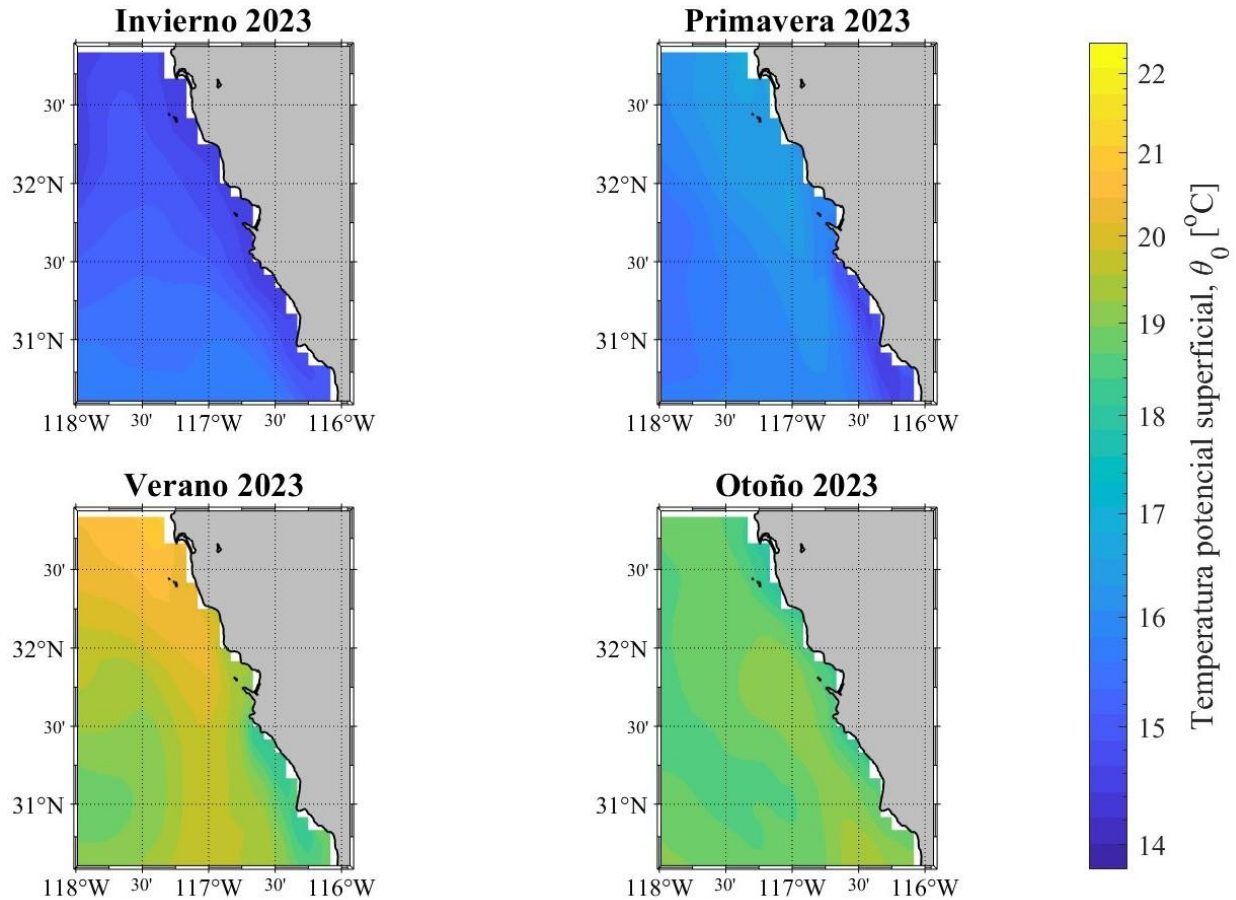 Invierno 2023
30'
32°N
30'
31°N
118°W 30' 117°W 30' 116°W
Primavera 2023
30'
32°N
30'
31°N
118°W 30' 117°W 30' 116°W
Verano 2023
30'
32°N
30'
31°N
118°W 30' 117°W 30' 116°W
Otoño 2023
30'
32°N
30'
31°N
118°W 30' 117°W 30' 116°W
22
21
20
19
18
17
16
15
14
Temperatura potencial superficial, θ₀ [°C]